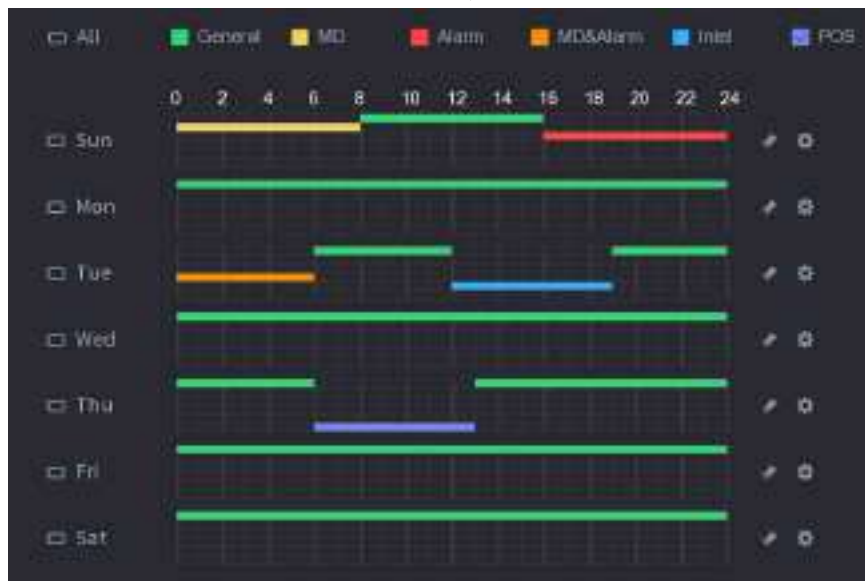 All General MD Alarm MD&Alarm Intel POS
0 2 4 6 8 10 12 14 16 18 20 22 24
Sun
Mon
Tue
Wed
Thu
Fri
Sat